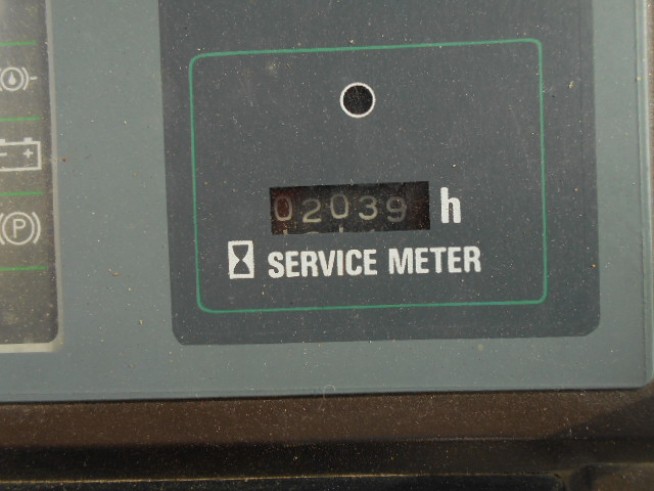 02039 h
SERVICE METER
- +
(P)